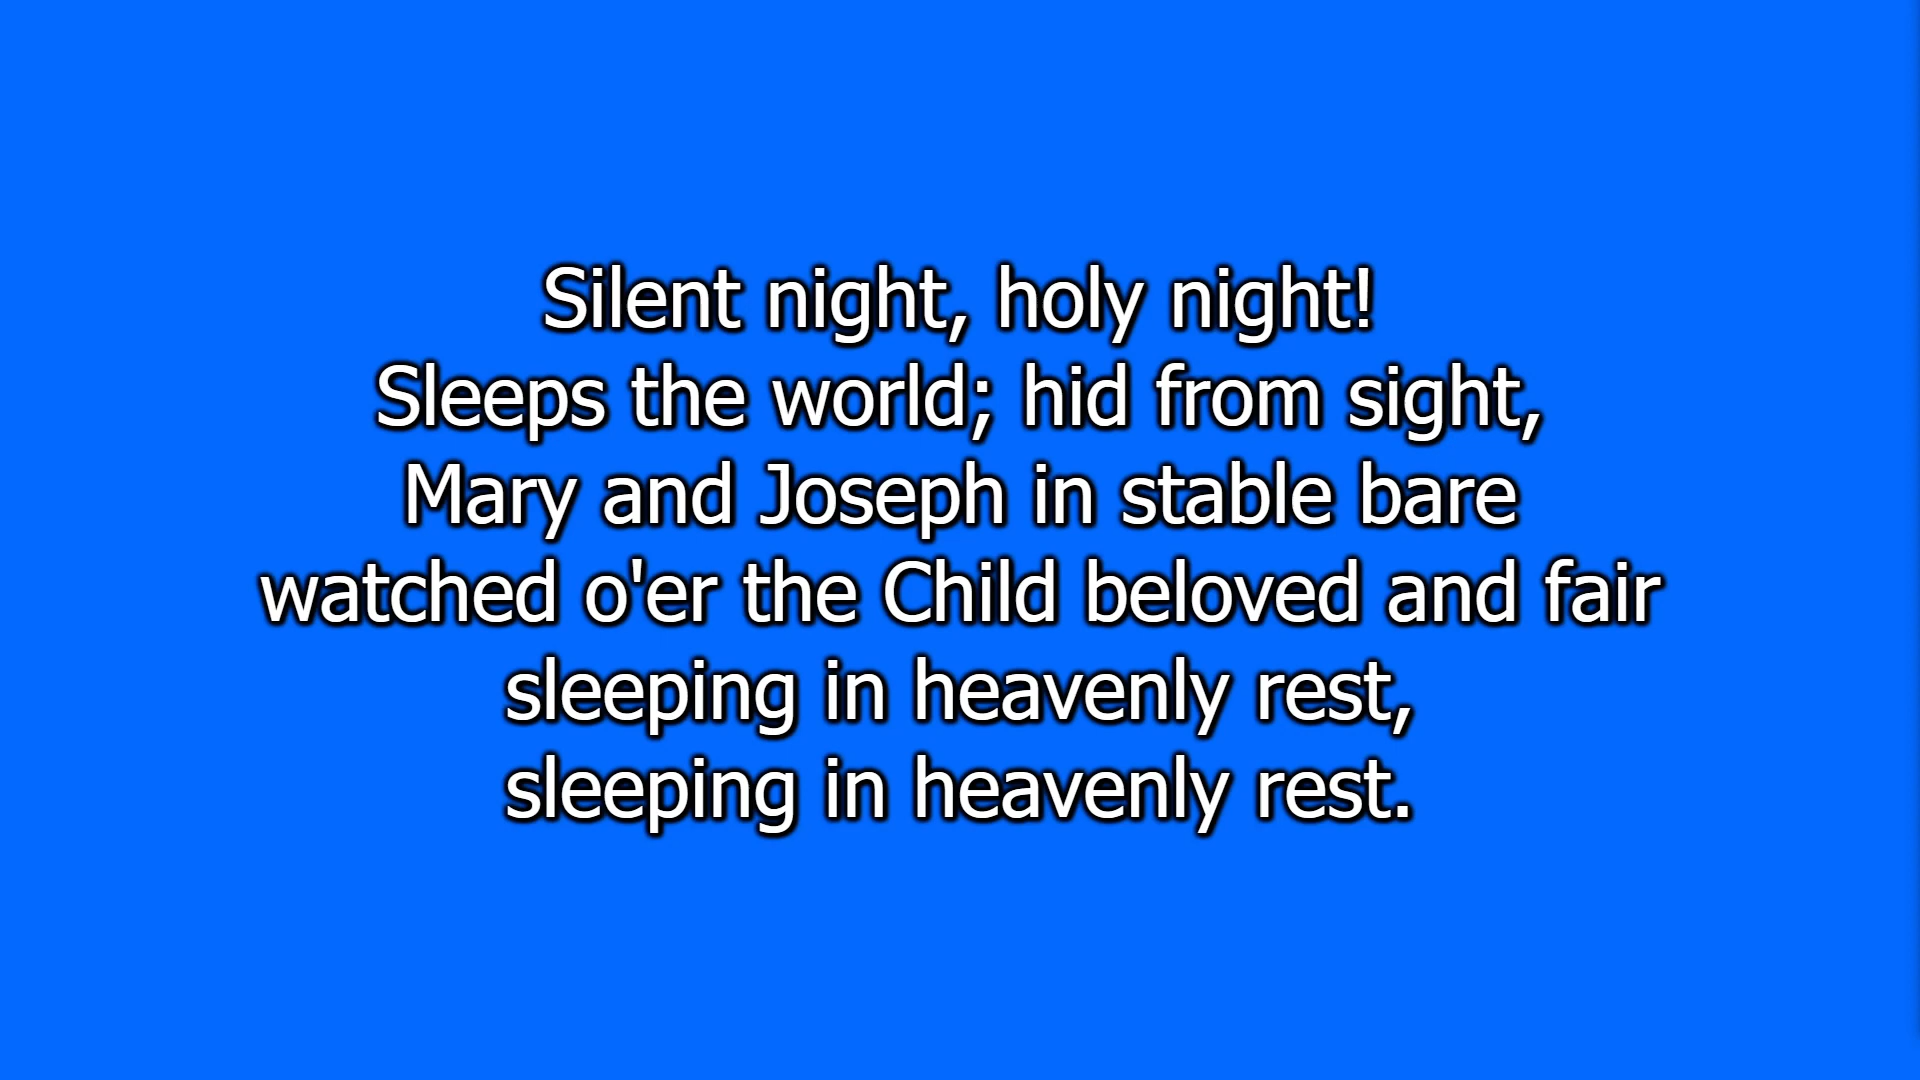 Silent night, holy night!
Sleeps the world; hid from sight,
Mary and Joseph in stable bare
watched o'er the Child beloved and fair
sleeping in heavenly rest,
sleeping in heavenly rest.